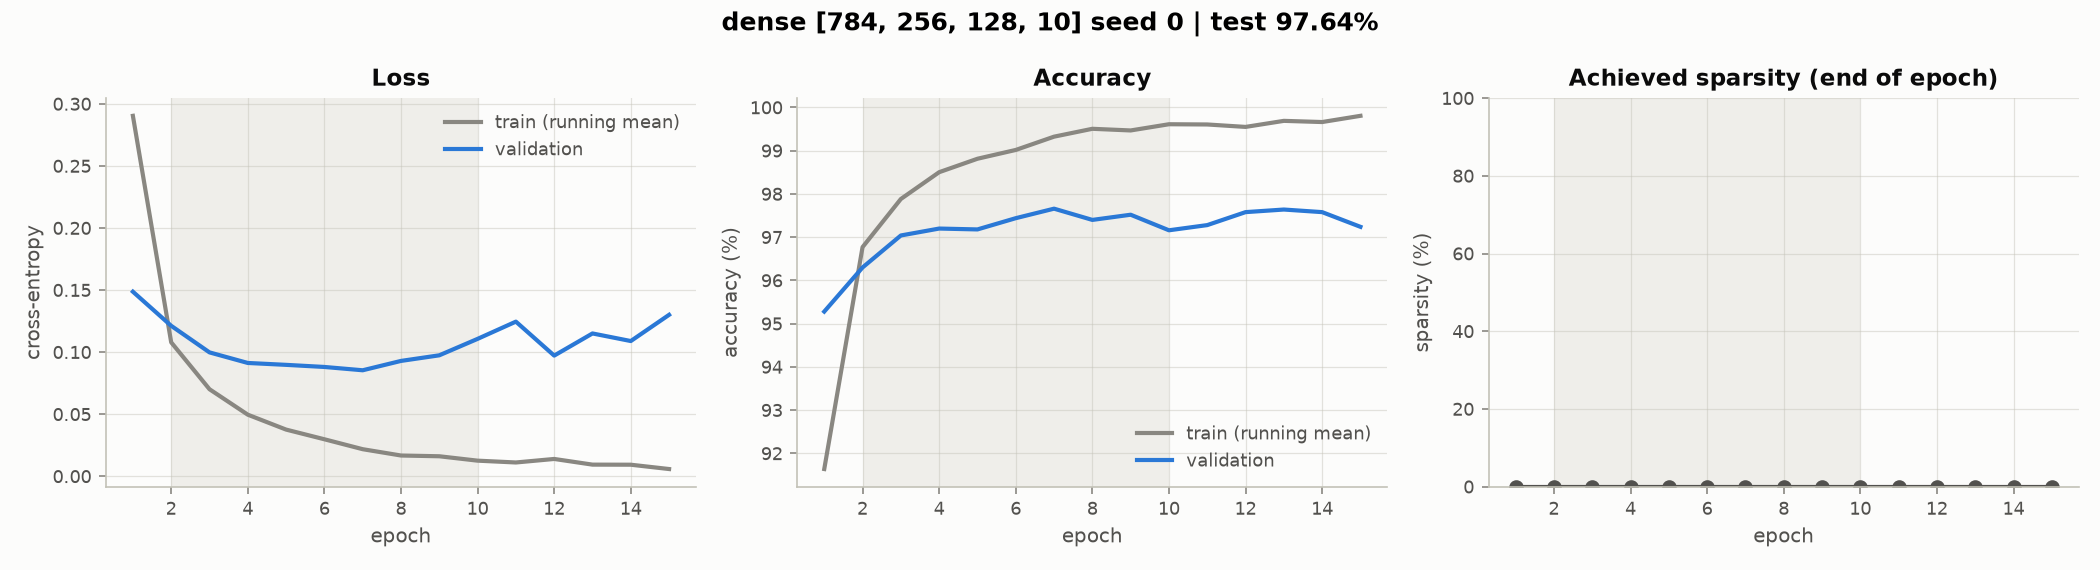 dense [784, 256, 128, 10] seed 0 | test 97.64%
Loss
cross-entropy
0.30
0.25
0.20
0.15
0.10
0.05
0.00
train (running mean)
validation
2 4 6 8 10 12 14
epoch
Accuracy
accuracy (%)
100
99
98
97
96
95
94
93
92
train (running mean)
validation
2 4 6 8 10 12 14
epoch
Achieved sparsity (end of epoch)
sparsity (%)
100
80
60
40
20
0
2 4 6 8 10 12 14
epoch